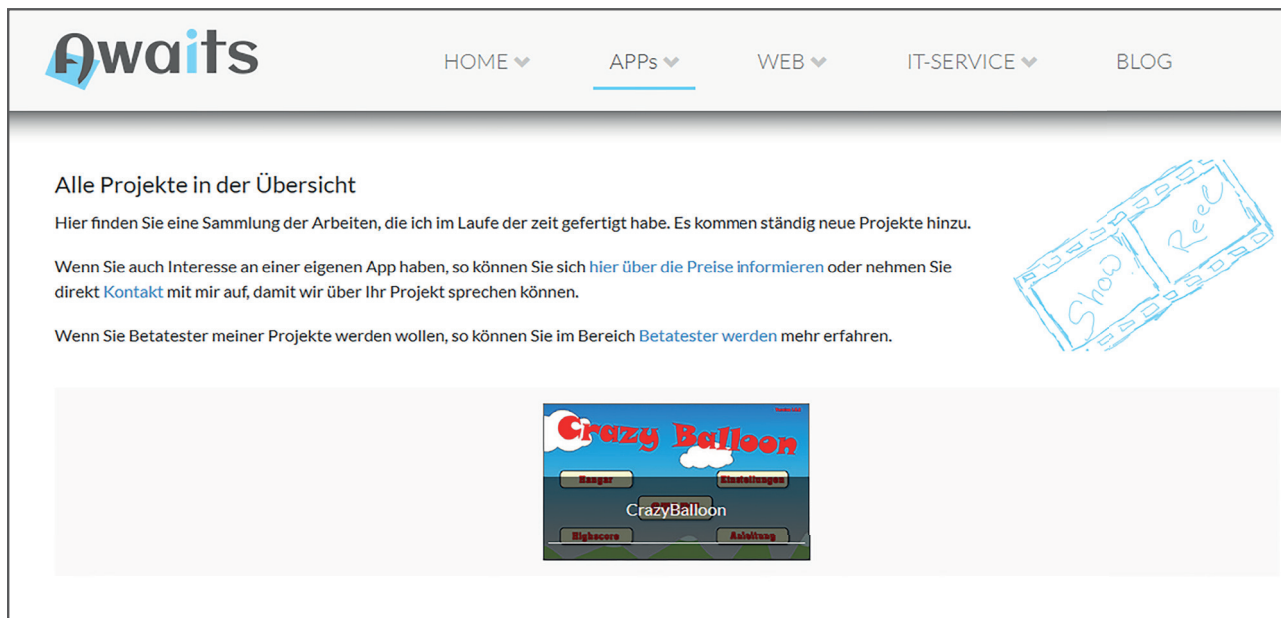 Awaits
HOME
APPs
WEB
IT-SERVICE
BLOG
Alle Projekte in der Übersicht
Hier finden Sie eine Sammlung der Arbeiten, die ich im Laufe der zeit gefertigt habe. Es kommen ständig neue Projekte hinzu.
Wenn Sie auch Interesse an einer eigenen App haben, so können Sie sich hier über die Preise informieren oder nehmen Sie
direkt Kontakt mit mir auf, damit wir über Ihr Projekt sprechen können.
Wenn Sie Betatester meiner Projekte werden wollen, so können Sie im Bereich Betatester werden mehr erfahren.
Show Reel
Crazy Balloon
Hangar
Einstellungen
CrazyBalloon
Highscore
Anleitung